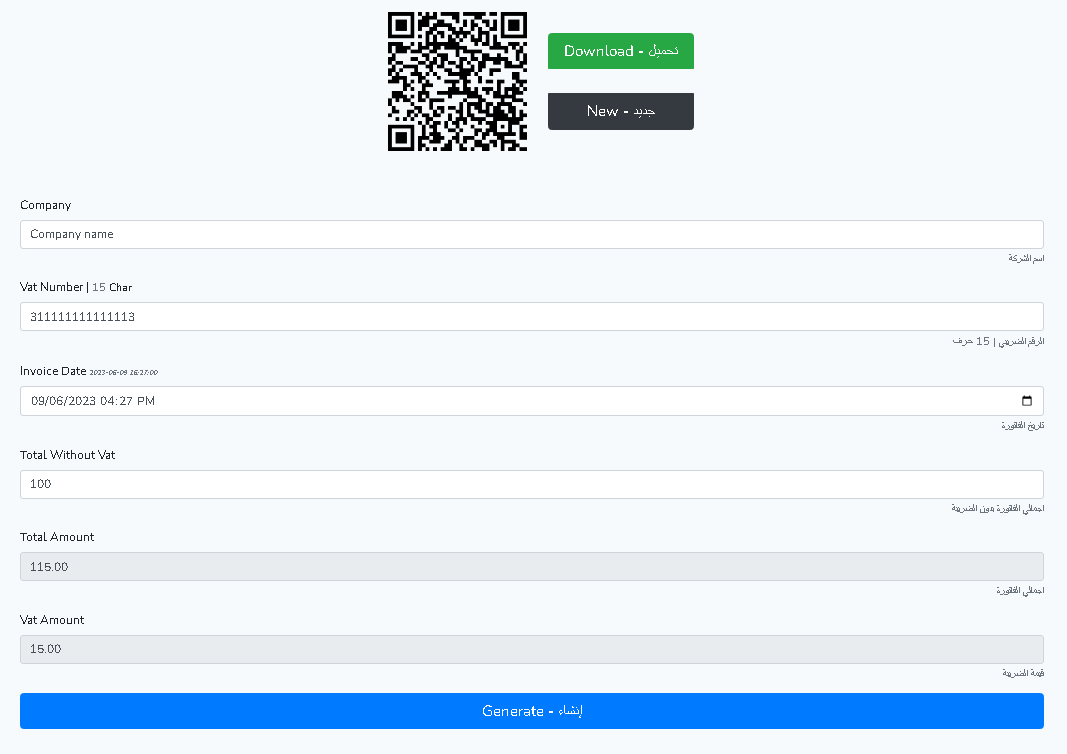 Download - تحميل
New - جديد
Company
Company name
اسم الشركة
Vat Number | 15 Char
311111111111113
الرقم الضريبي | 15 حرف
Invoice Date 2023-06-09 16:27:00
09/06/2023 04:27 PM
تاريخ الفاتورة
Total Without Vat
100
اجمالي الفاتورة بدون الضريبة
Total Amount
115.00
اجمالي الفاتورة
Vat Amount
15.00
قيمة الضريبة
Generate - إنشاء